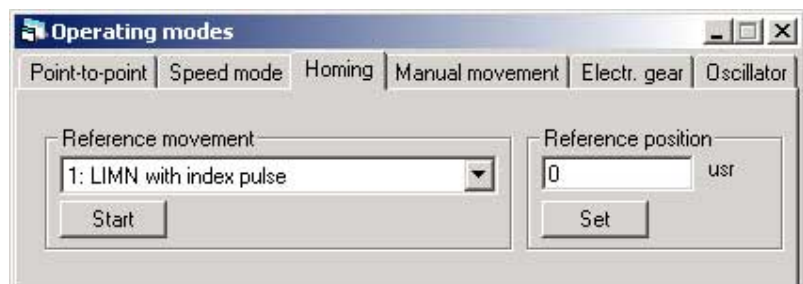 Operating modes
Point-to-point Speed mode Homing Manual movement Electr. gear Oscillator
Reference movement
1: LIMN with index pulse
Start
Reference position
0 usr
Set